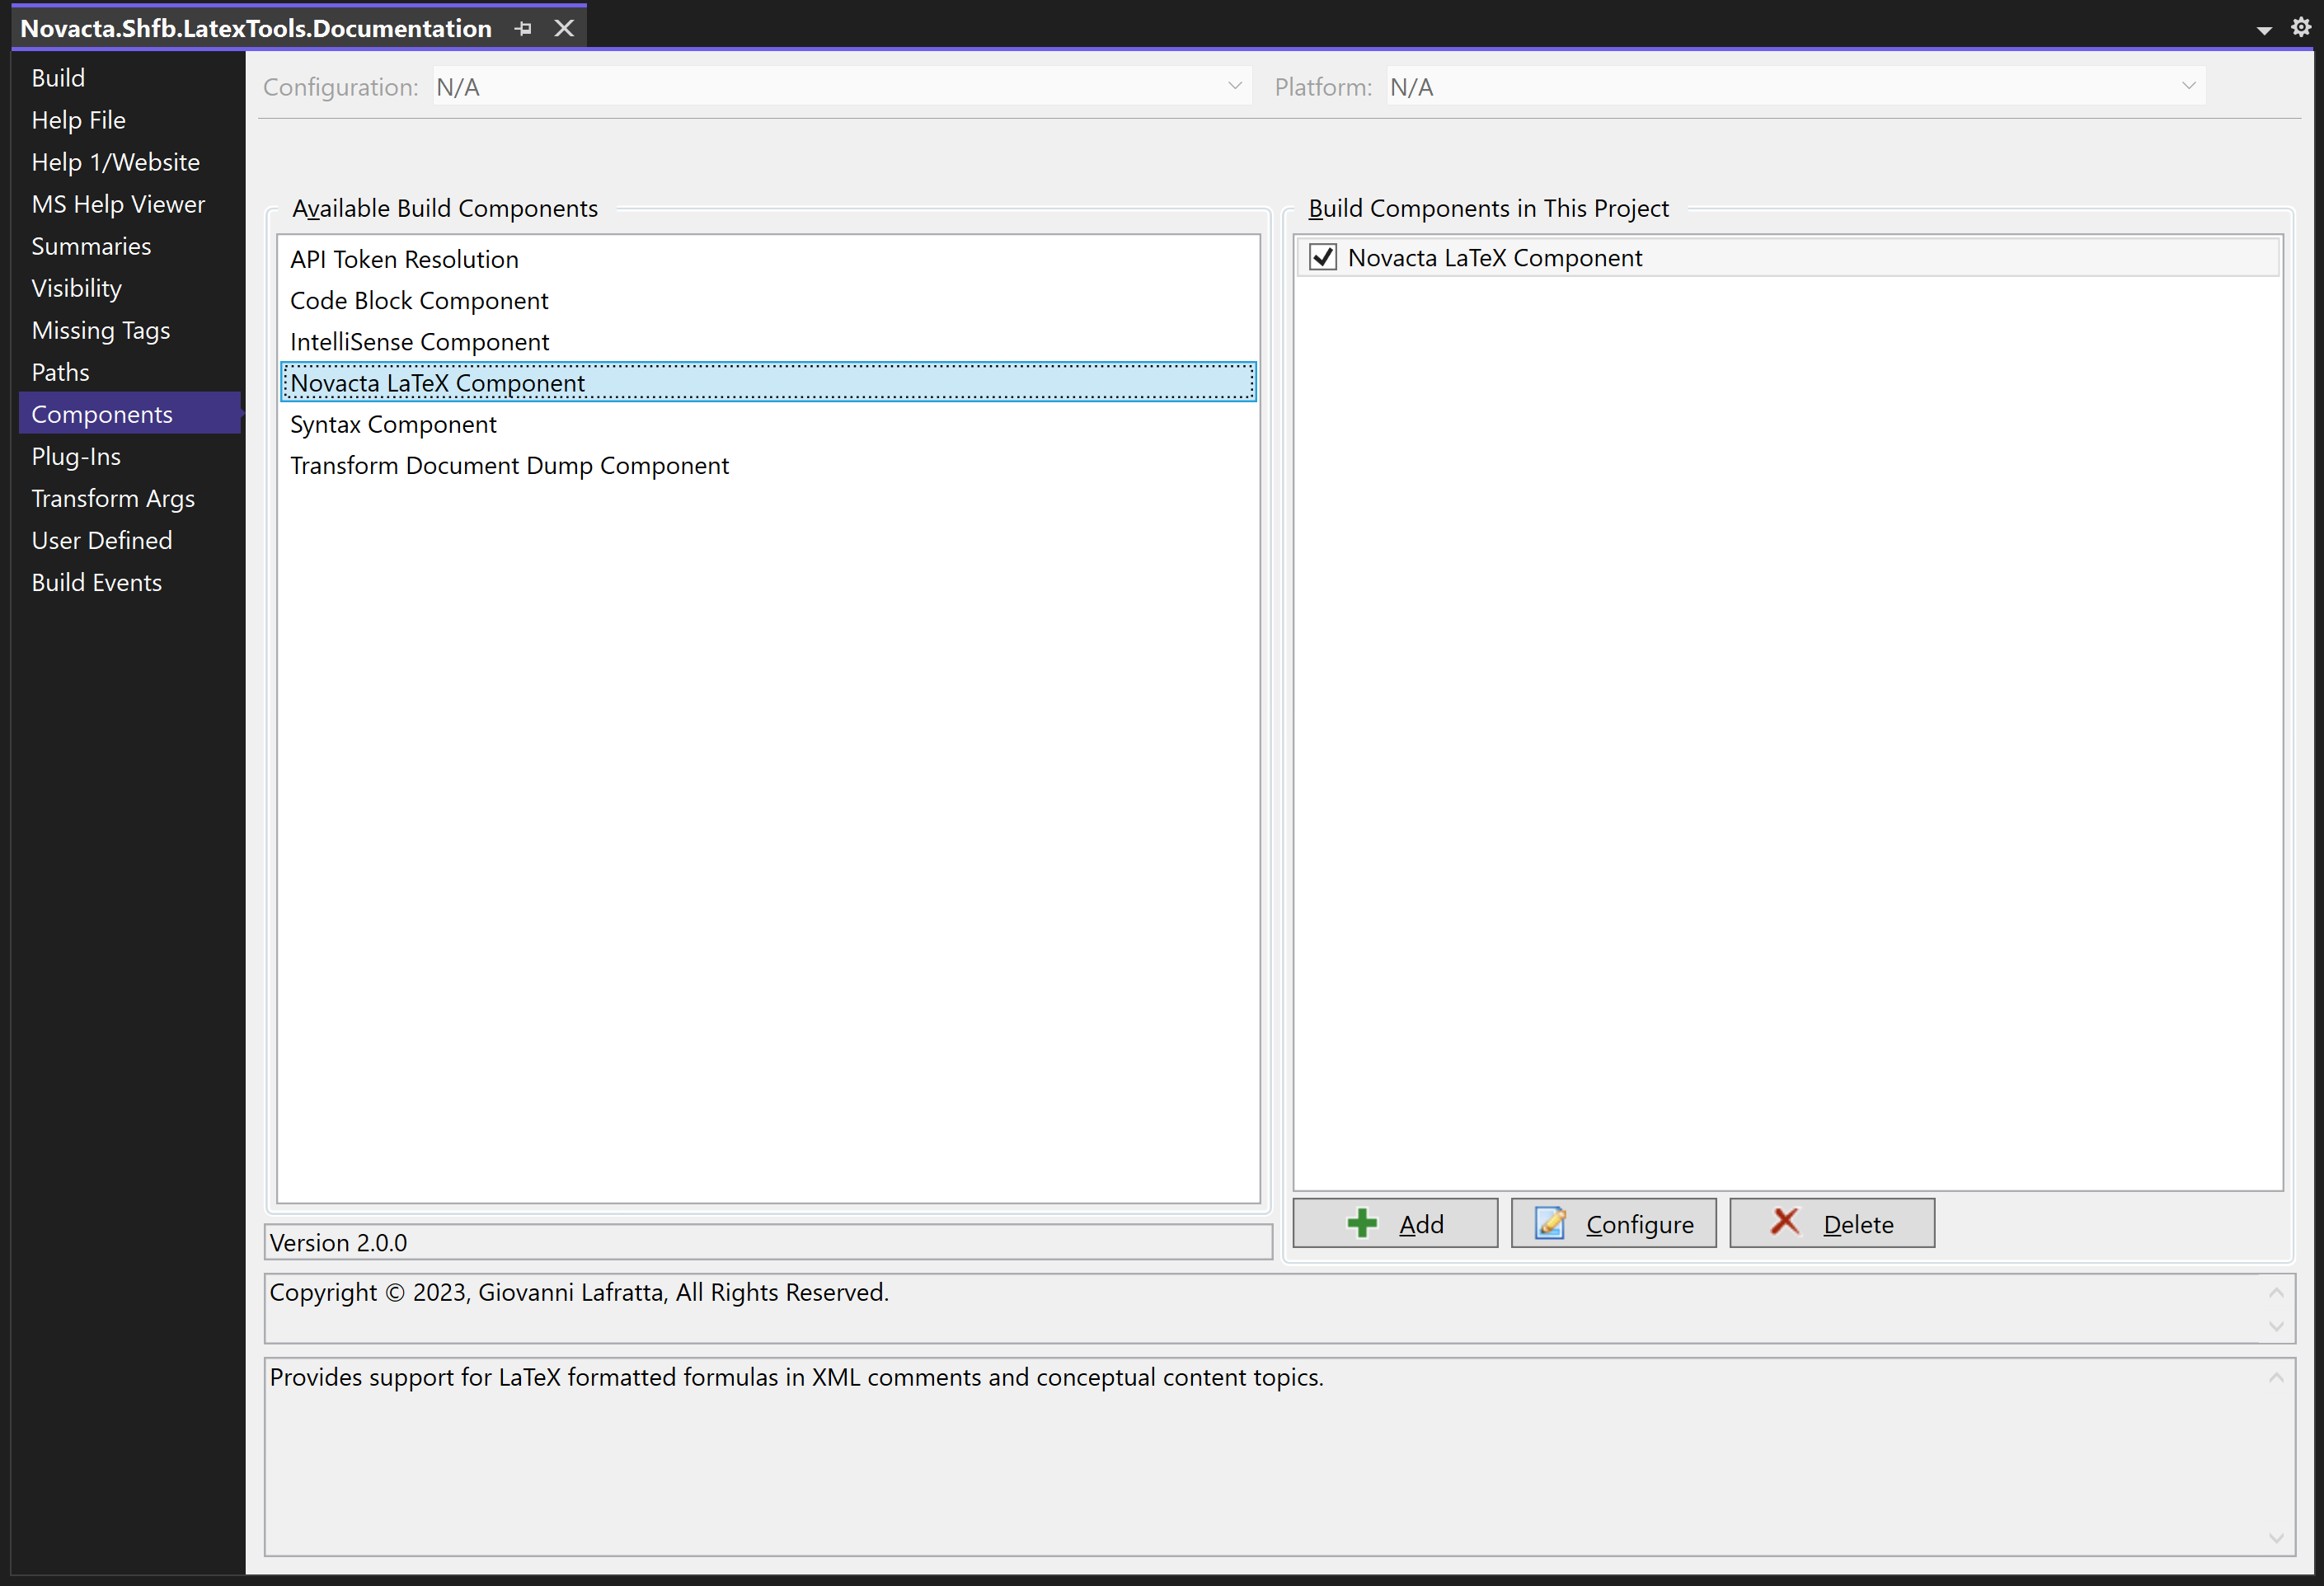 Novacta.Shfb.LatexTools.Documentation
Build
Help File
Help 1/Website
MS Help Viewer
Summaries
Visibility
Missing Tags
Paths
Components
Plug-Ins
Transform Args
User Defined
Build Events
Configuration: N/A Platform: N/A
Available Build Components
API Token Resolution
Code Block Component
IntelliSense Component
Novacta LaTeX Component
Syntax Component
Transform Document Dump Component
Build Components in This Project
Novacta LaTeX Component
Add Configure Delete
Version 2.0.0
Copyright © 2023, Giovanni Lafratta, All Rights Reserved.
Provides support for LaTeX formatted formulas in XML comments and conceptual content topics.